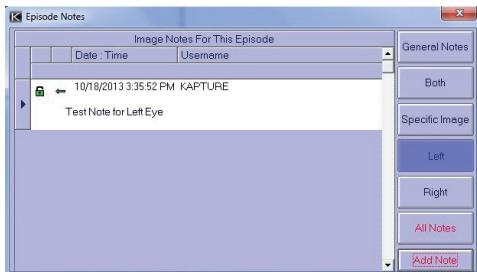 Episode Notes
Image Notes For This Episode
Date : Time Username
10/18/2013 3:35:52 PM KAPTURE
Test Note for Left Eye
General Notes
Both
Specific Image
Left
Right
All Notes
Add Note